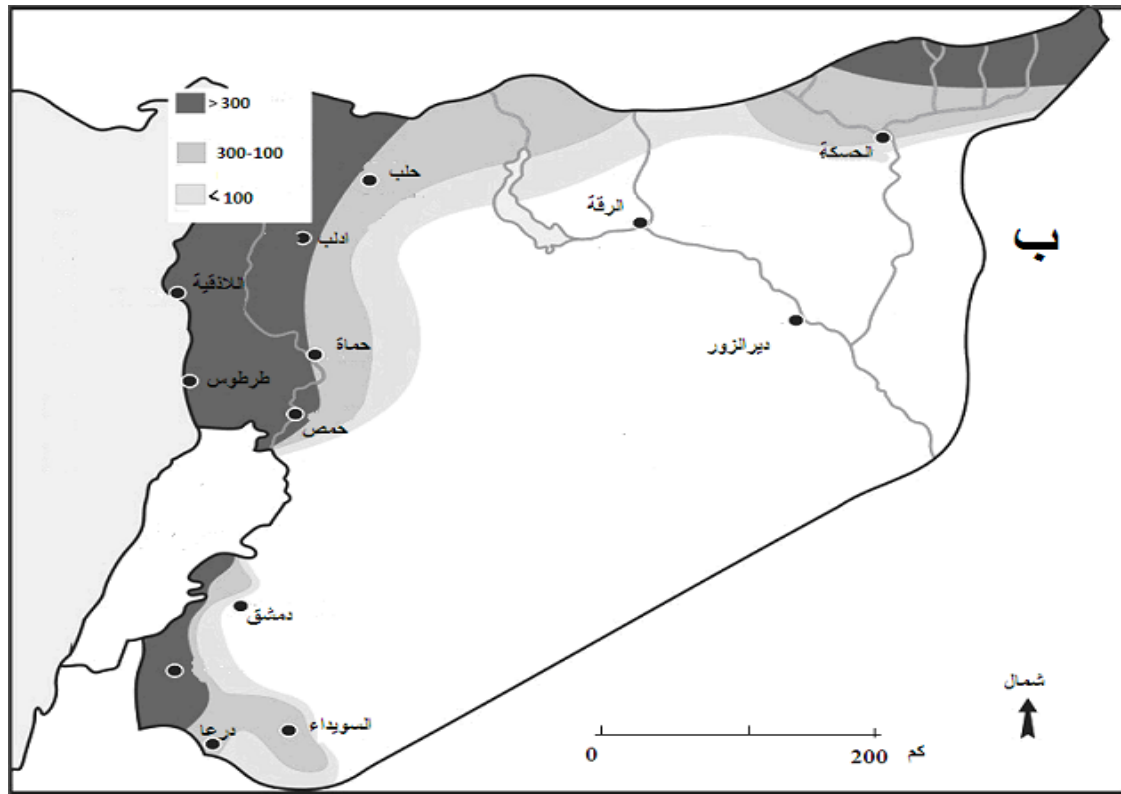 > 300
300-100
< 100
حلب
ادلب
اللاذقية
حماة
طرطوس
حمص
الحسكة
الرقة
ديرالزور
ب
دمشق
السويداء
درعا
شمال
0
200
كم